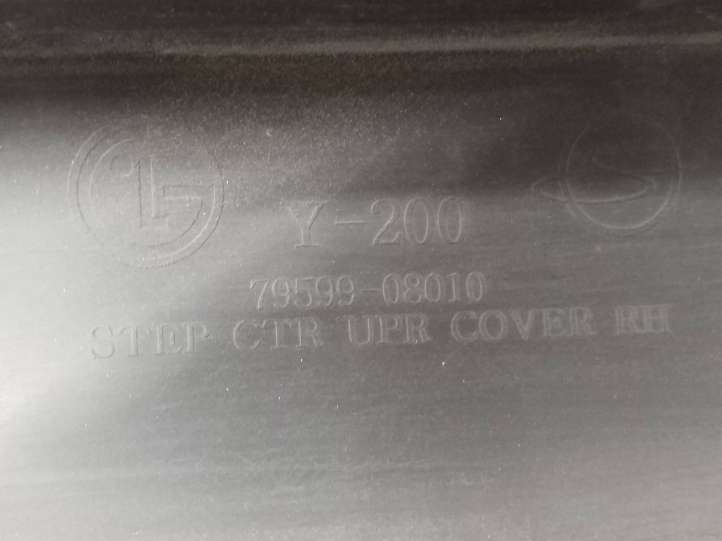 Y-200
79599-08010
STEP CTR UPR COVER RH